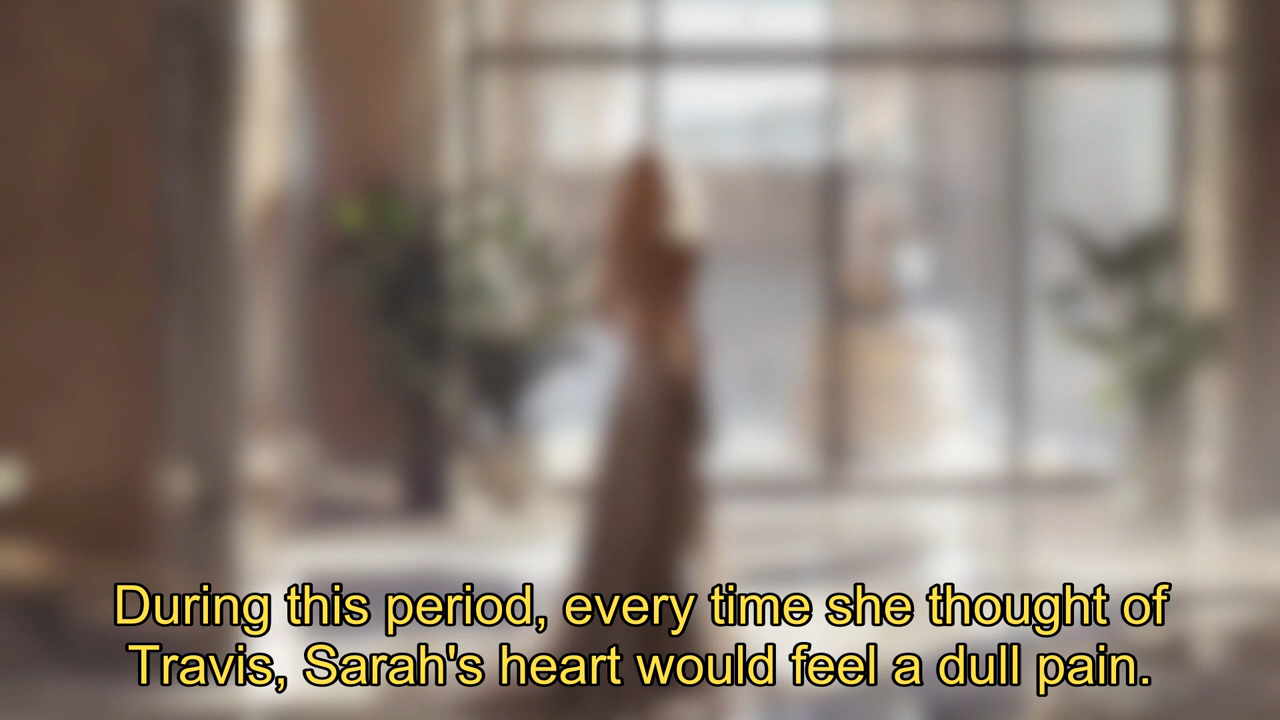 During this period, every time she thought of
Travis, Sarah's heart would feel a dull pain.